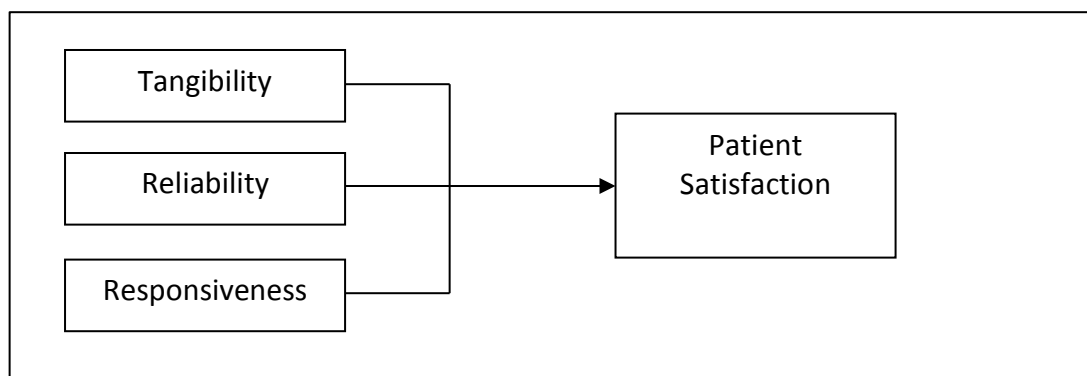 Tangibility
Reliability
Responsiveness
Patient
Satisfaction